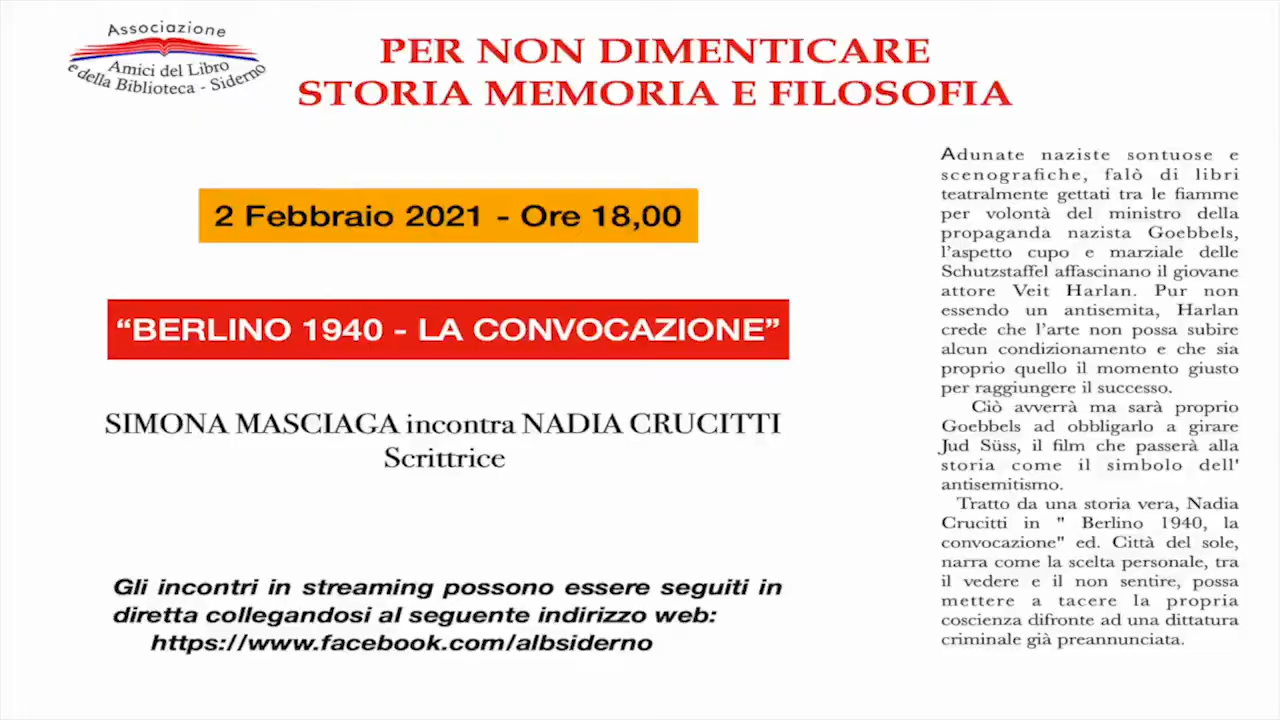 Associazione
Amici del Libro
e della Biblioteca - Siderno
PER NON DIMENTICARE
STORIA MEMORIA E FILOSOFIA
2 Febbraio 2021 - Ore 18,00
“BERLINO 1940 - LA CONVOCAZIONE”
SIMONA MASCIAGA incontra NADIA CRUCITTI
Scrittrice
Gli incontri in streaming possono essere seguiti in
diretta collegandosi al seguente indirizzo web:
https://www.facebook.com/albsiderno
Adunate naziste sontuose e
scenografiche, falò di libri
teatralmente gettati tra le fiamme
per volontà del ministro della
propaganda nazista Goebbels,
l’aspetto cupo e marziale delle
Schutzstaffel affascinano il giovane
attore Veit Harlan. Pur non
essendo un antisemita, Harlan
crede che l’arte non possa subire
alcun condizionamento e che sia
proprio quello il momento giusto
per raggiungere il successo.
Ciò avverrà ma sarà proprio
Goebbels ad obbligarlo a girare
Jud Süss, il film che passerà alla
storia come il simbolo dell'
antisemitismo.
Tratto da una storia vera, Nadia
Crucitti in " Berlino 1940, la
convocazione" ed. Città del sole,
narra come la scelta personale, tra
il vedere e il non sentire, possa
mettere a tacere la propria
coscienza difronte ad una dittatura
criminale già preannunciata.